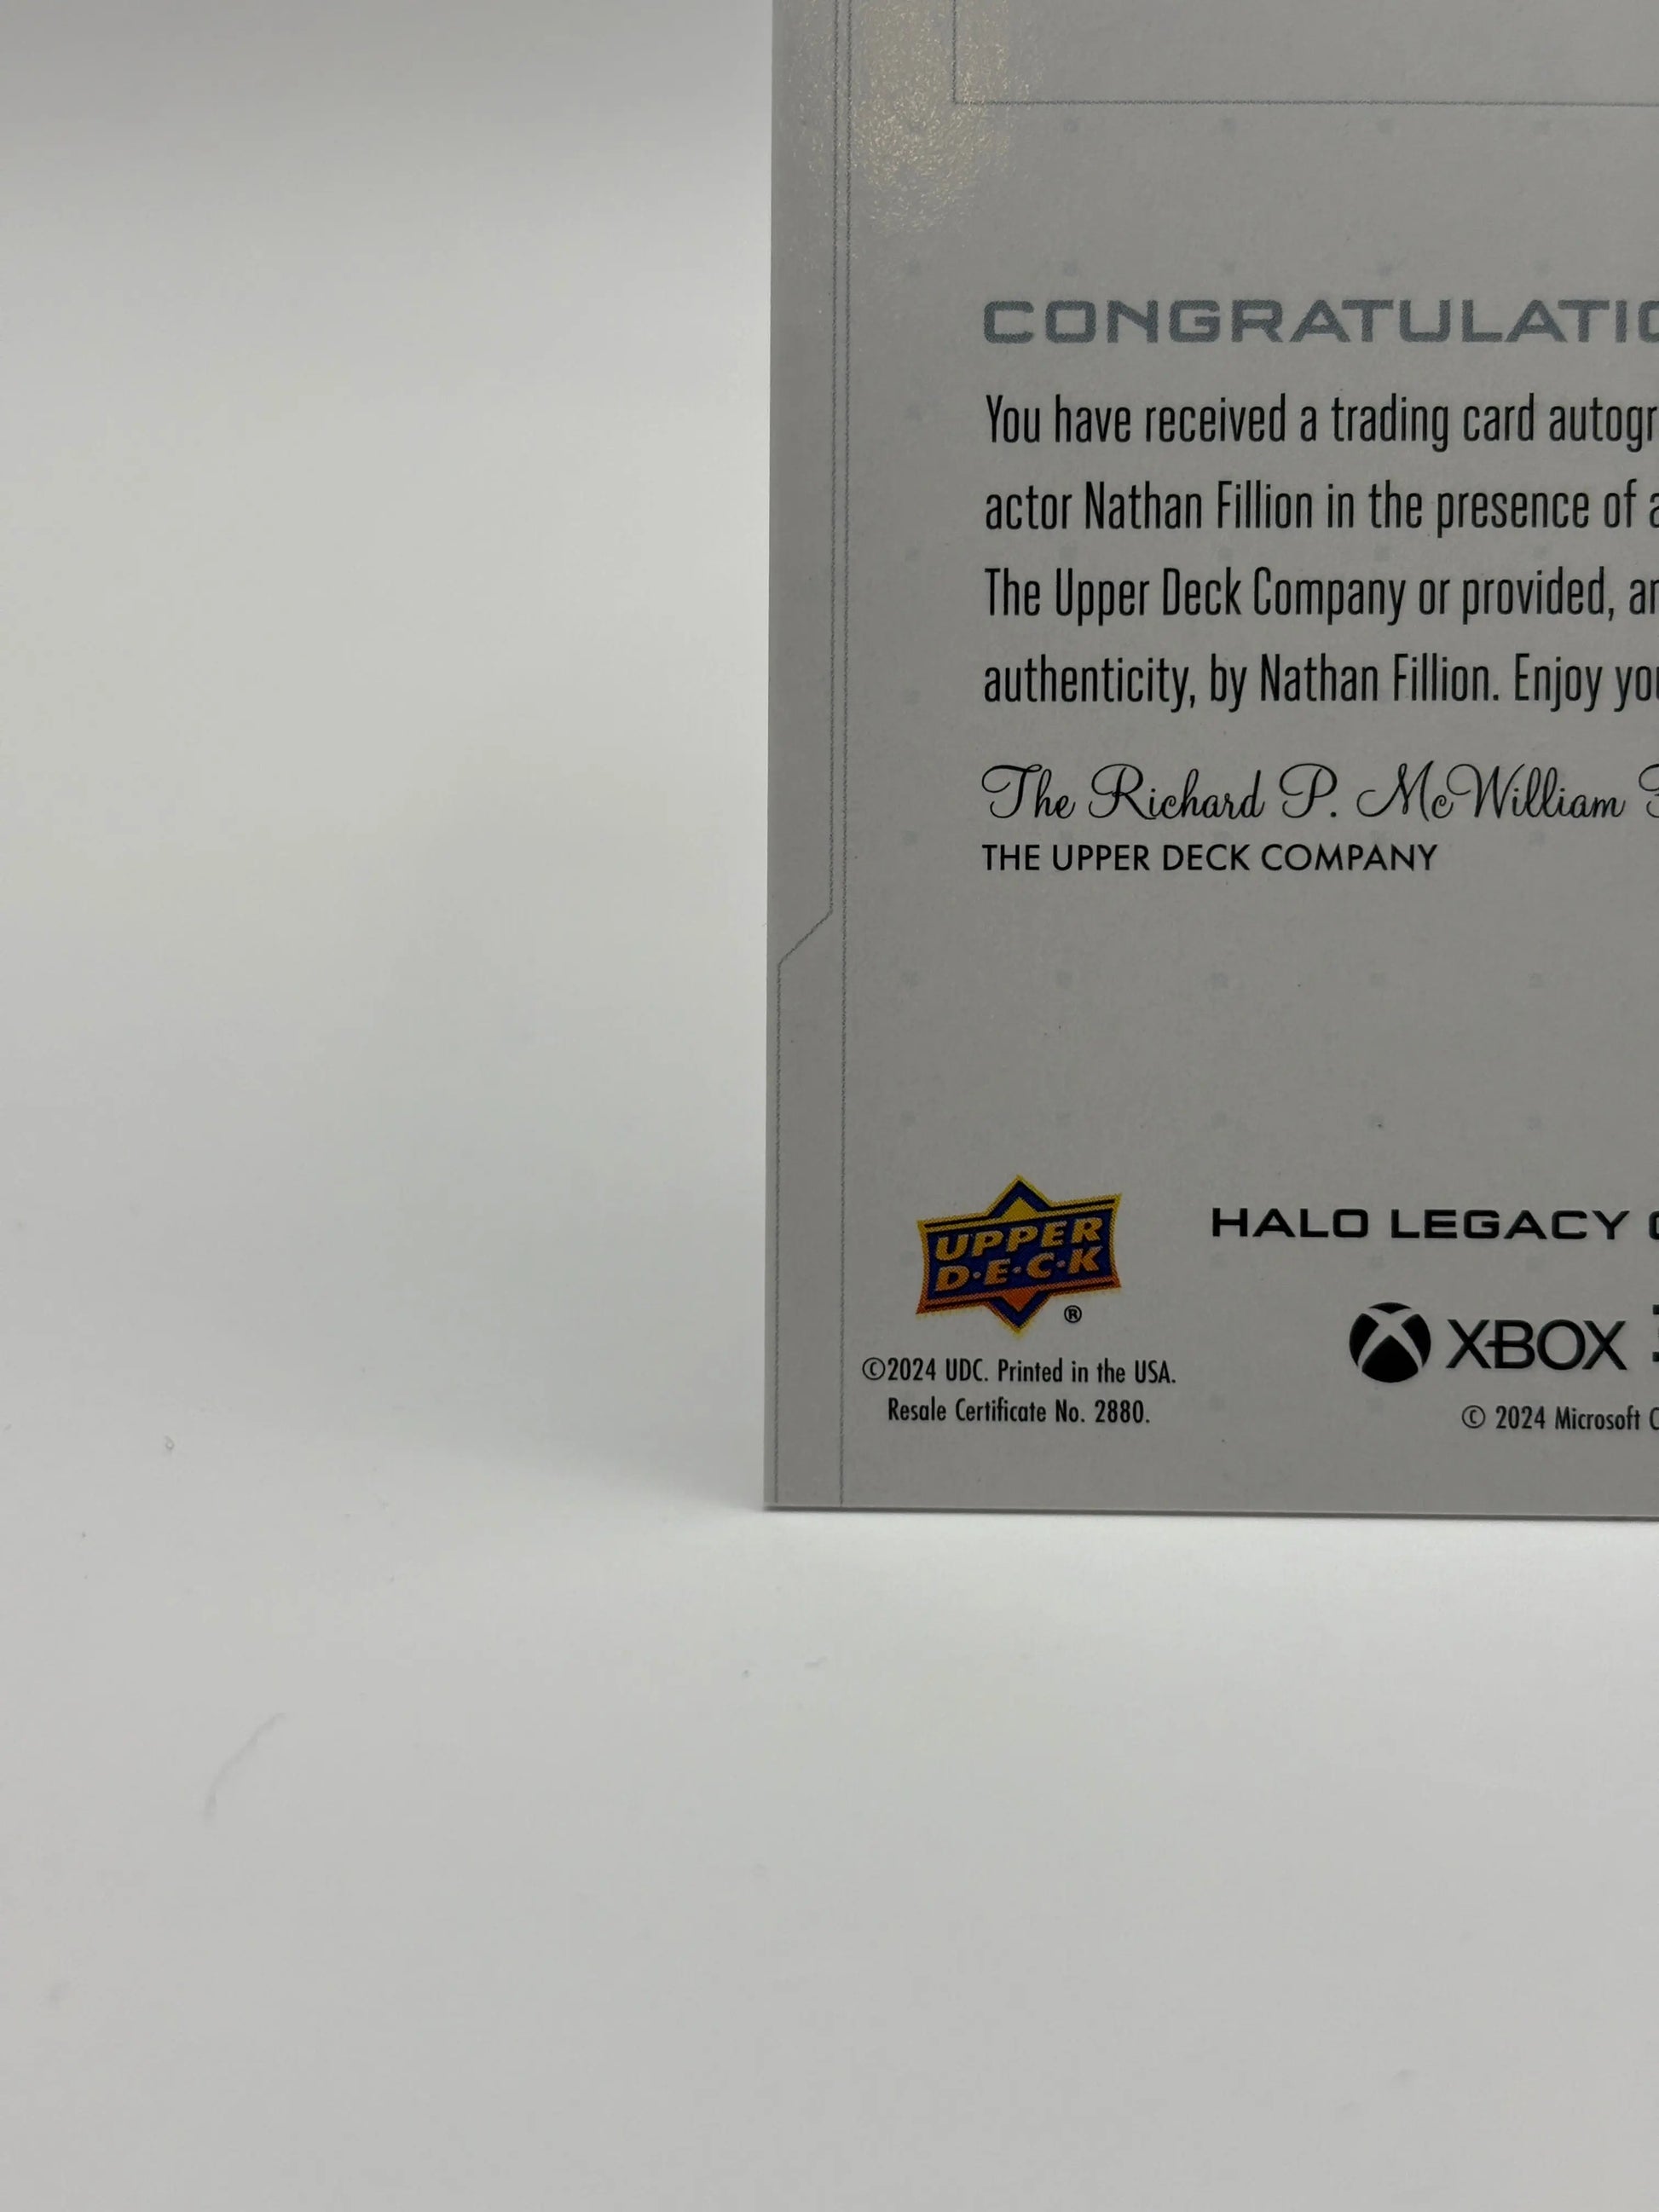 CONGRATULATIO
You have received a trading card autogr
actor Nathan Fillion in the presence of a
The Upper Deck Company or provided, an
authenticity, by Nathan Fillion. Enjoy you
The Richard P. McWilliam
THE UPPER DECK COMPANY
UPPER
D·E·C·K
®
HALO LEGACY
XBOX
©2024 UDC. Printed in the USA.
Resale Certificate No. 2880.
© 2024 Microsoft